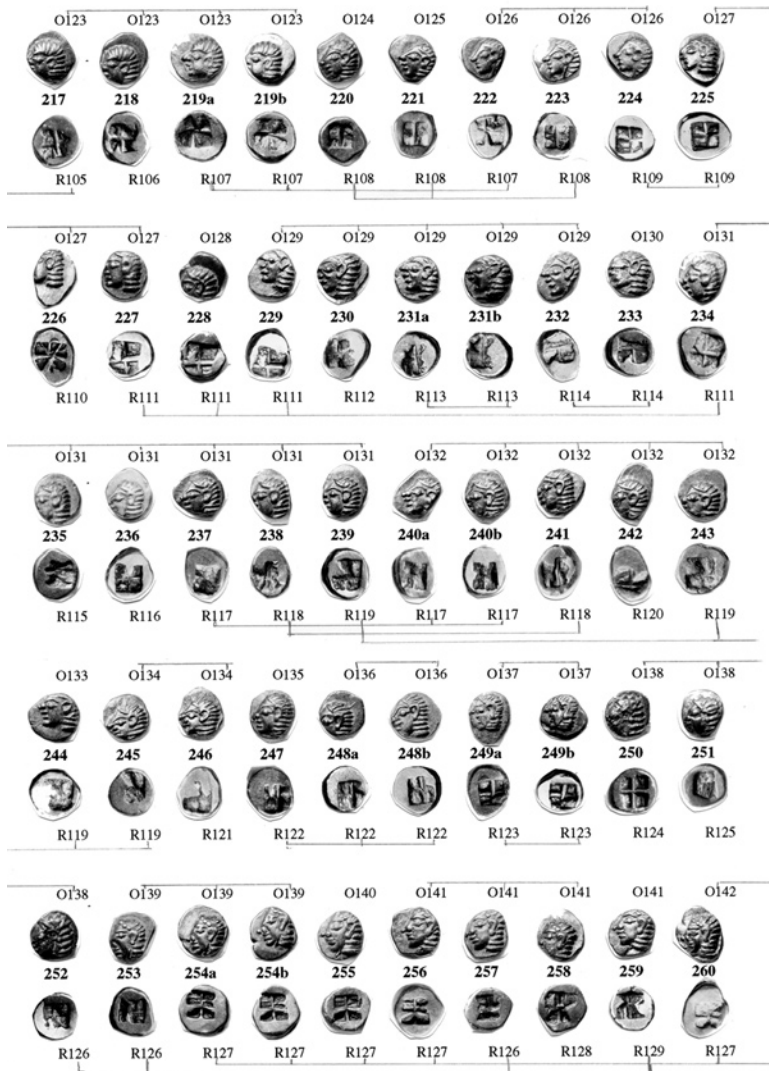 O123 O123 O123 O123 O124 O125 O126 O126 O126 O127
217 218 219a 219b 220 221 222 223 224 225
R105 R106 R107 R107 R108 R108 R107 R108 R109 R109
O127 O127 O128 O129 O129 O129 O129 O129 O130 O131
226 227 228 229 230 231a 231b 232 233 234
R110 R111 R111 R111 R112 R113 R113 R114 R114 R111
O131 O131 O131 O131 O131 O132 O132 O132 O132 O132
235 236 237 238 239 240a 240b 241 242 243
R115 R116 R117 R118 R119 R117 R117 R118 R120 R119
O133 O134 O134 O135 O136 O136 O137 O137 O138 O138
244 245 246 247 248a 248b 249a 249b 250 251
R119 R119 R121 R122 R122 R122 R123 R123 R124 R125
O138 O139 O139 O139 O140 O141 O141 O141 O141 O142
252 253 254a 254b 255 256 257 258 259 260
R126 R126 R127 R127 R127 R127 R126 R128 R129 R127